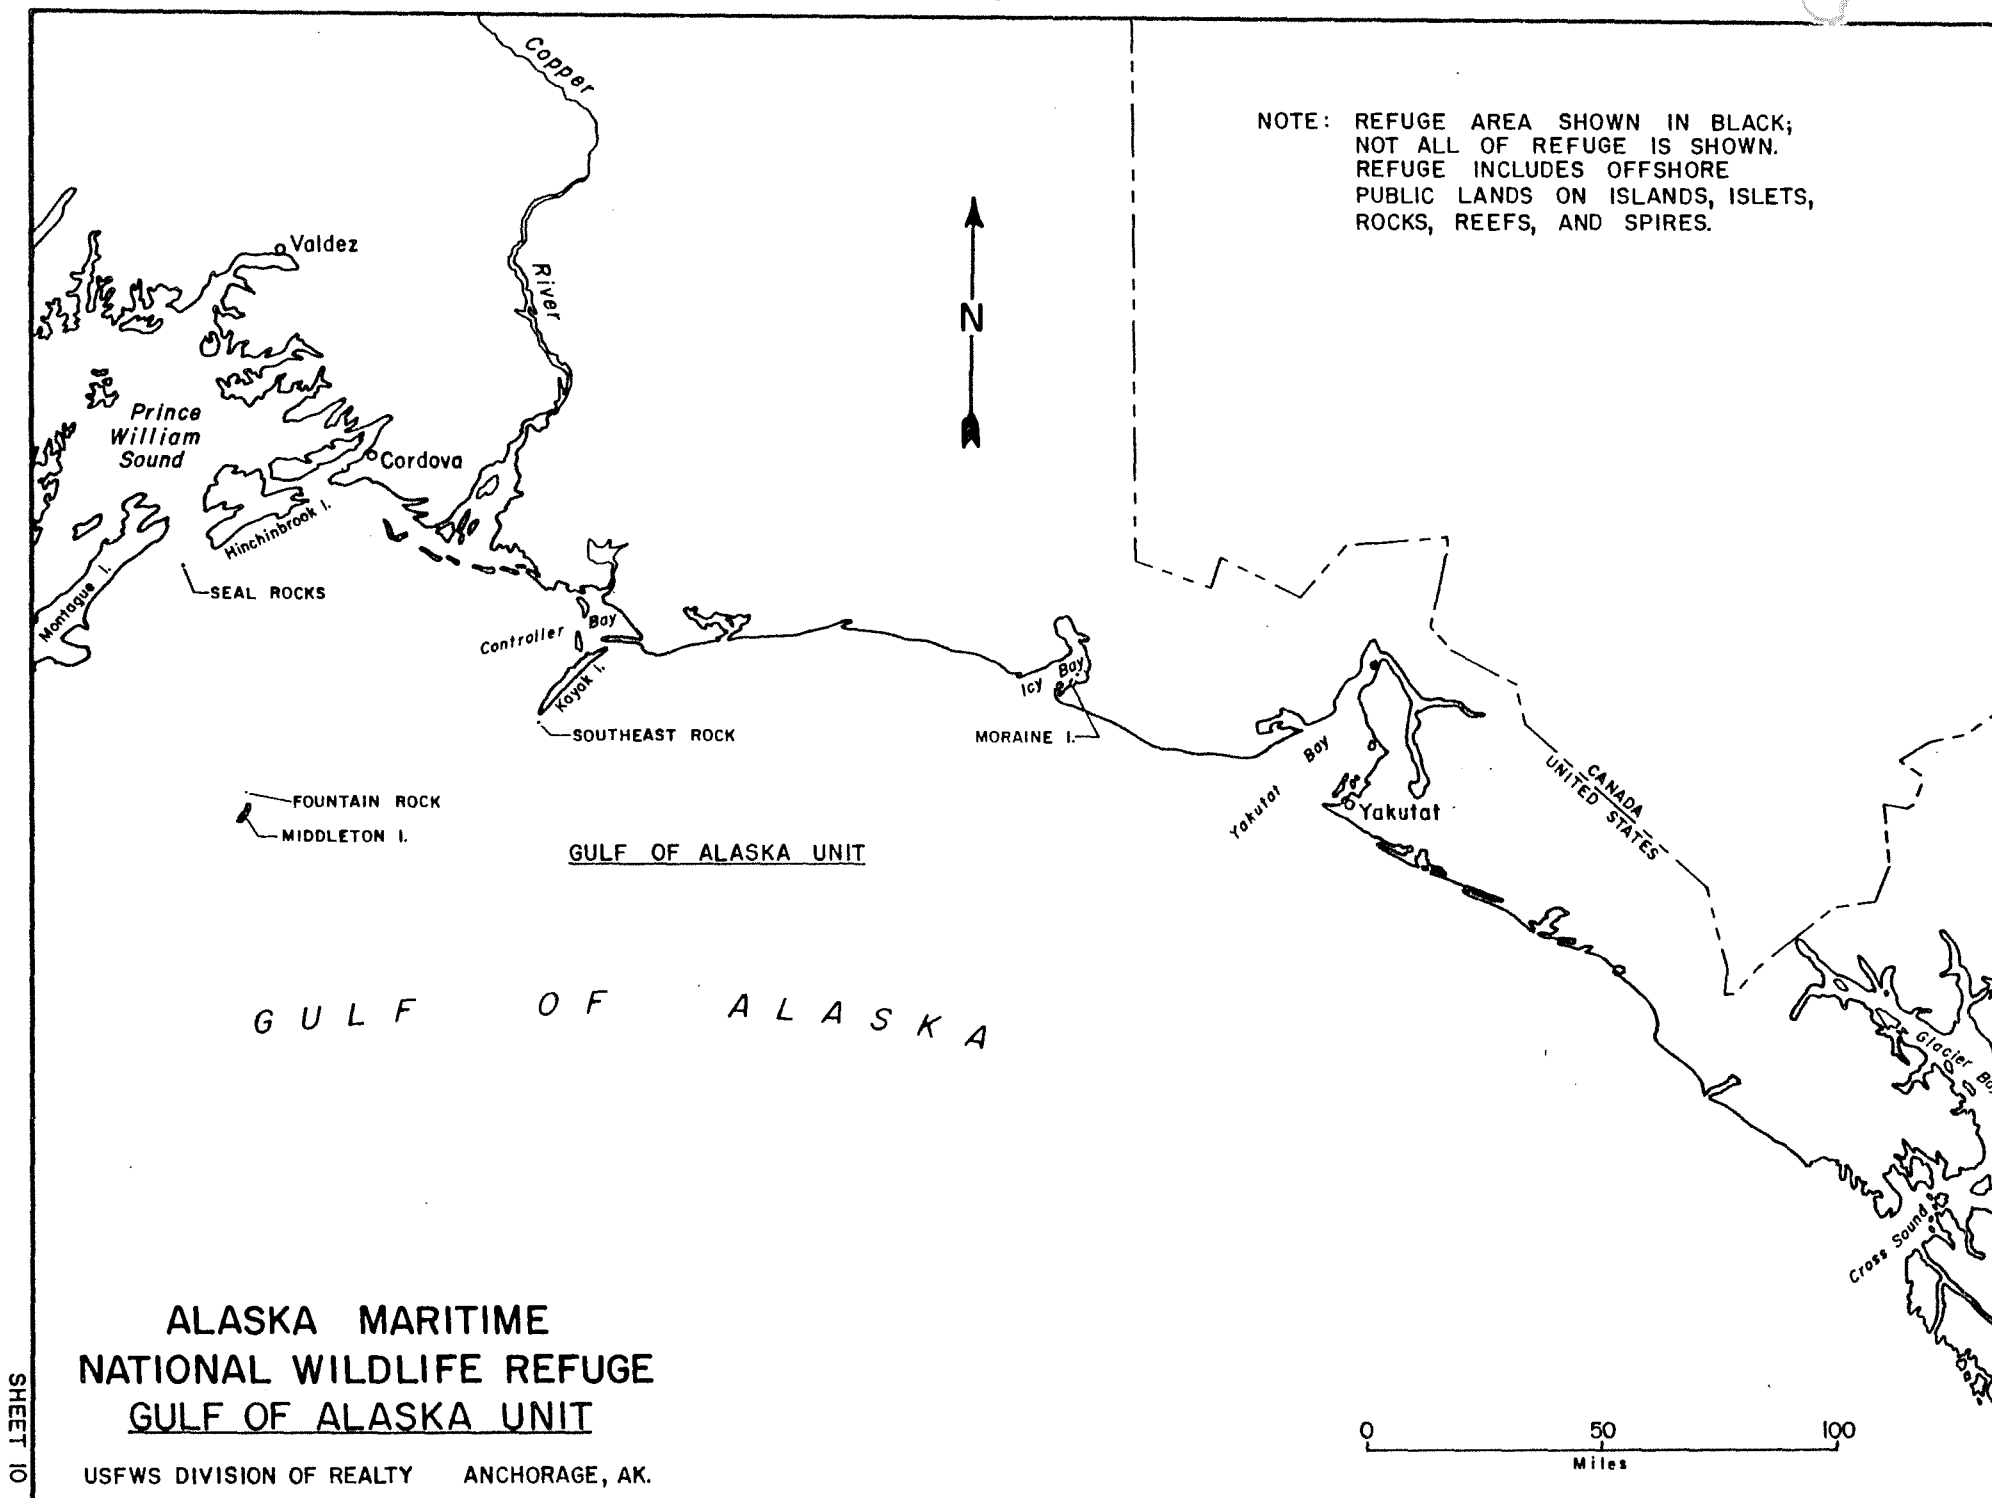 Copper
NOTE: REFUGE AREA SHOWN IN BLACK;
NOT ALL OF REFUGE IS SHOWN.
REFUGE INCLUDES OFFSHORE
PUBLIC LANDS ON ISLANDS, ISLETS,
ROCKS, REEFS, AND SPIRES.
Valdez
River
N
Prince
William
Sound
Cordova
Hinchinbrook I.
Montague I.
SEAL ROCKS
Controller Bay
Kayak I.
SOUTHEAST ROCK
Icy Bay
MORAINE I.
Yakutat Bay
Yakutat
CANADA
UNITED STATES
FOUNTAIN ROCK
MIDDLETON I.
GULF OF ALASKA UNIT
GULF OF ALASKA
Glacier
Cross Sound
ALASKA MARITIME
NATIONAL WILDLIFE REFUGE
GULF OF ALASKA UNIT
USFWS DIVISION OF REALTY ANCHORAGE, AK.
0 50 100
Miles
SHEET 10